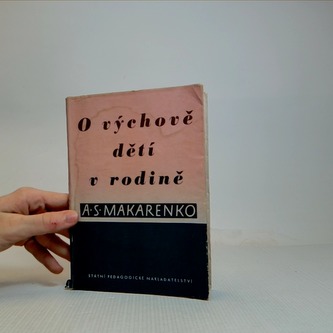 O výchově
dětí
v rodině
A·S·MAKARENKO
STÁTNÍ PEDAGOGICKÉ NAKLADATELSTVÍ